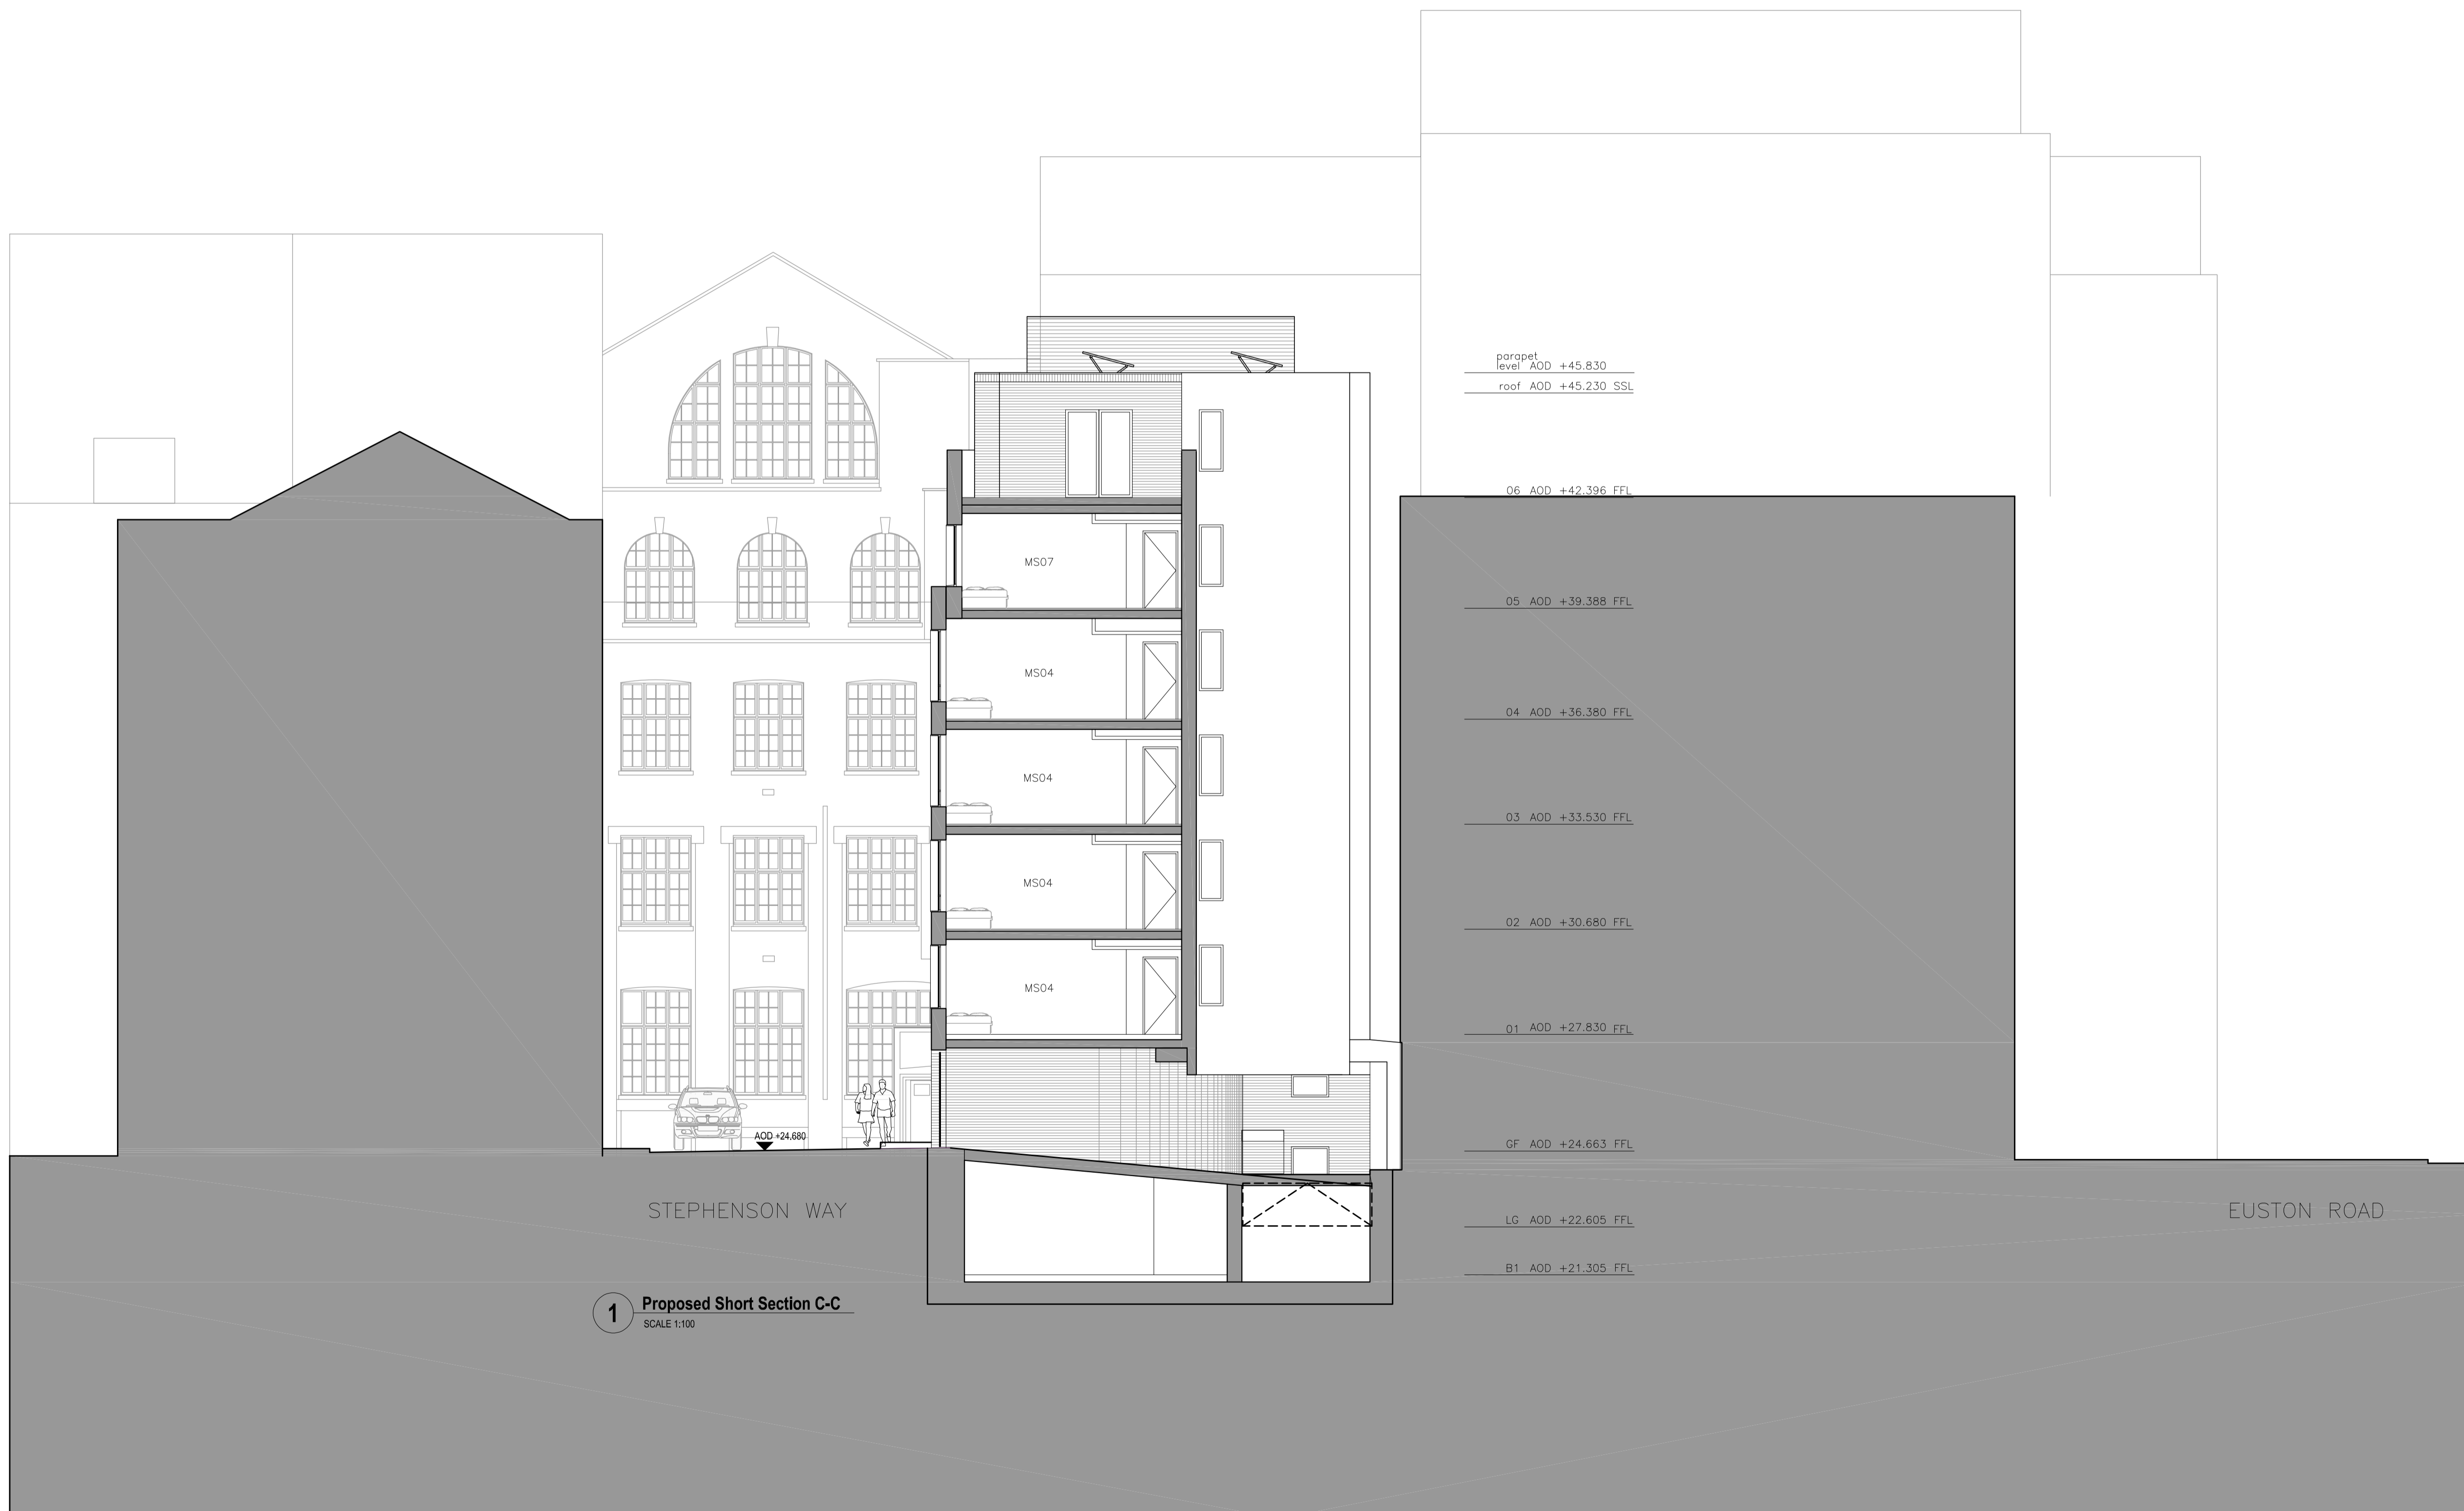 parapet
level AOD +45.830
roof AOD +45.230 SSL
06 AOD +42.396 FFL
MS07
05 AOD +39.388 FFL
MS04
04 AOD +36.380 FFL
MS04
03 AOD +33.530 FFL
MS04
02 AOD +30.680 FFL
MS04
01 AOD +27.830 FFL
AOD +24.680
GF AOD +24.663 FFL
STEPHENSON WAY
EUSTON ROAD
LG AOD +22.605 FFL
B1 AOD +21.305 FFL
1 Proposed Short Section C-C
SCALE 1:100